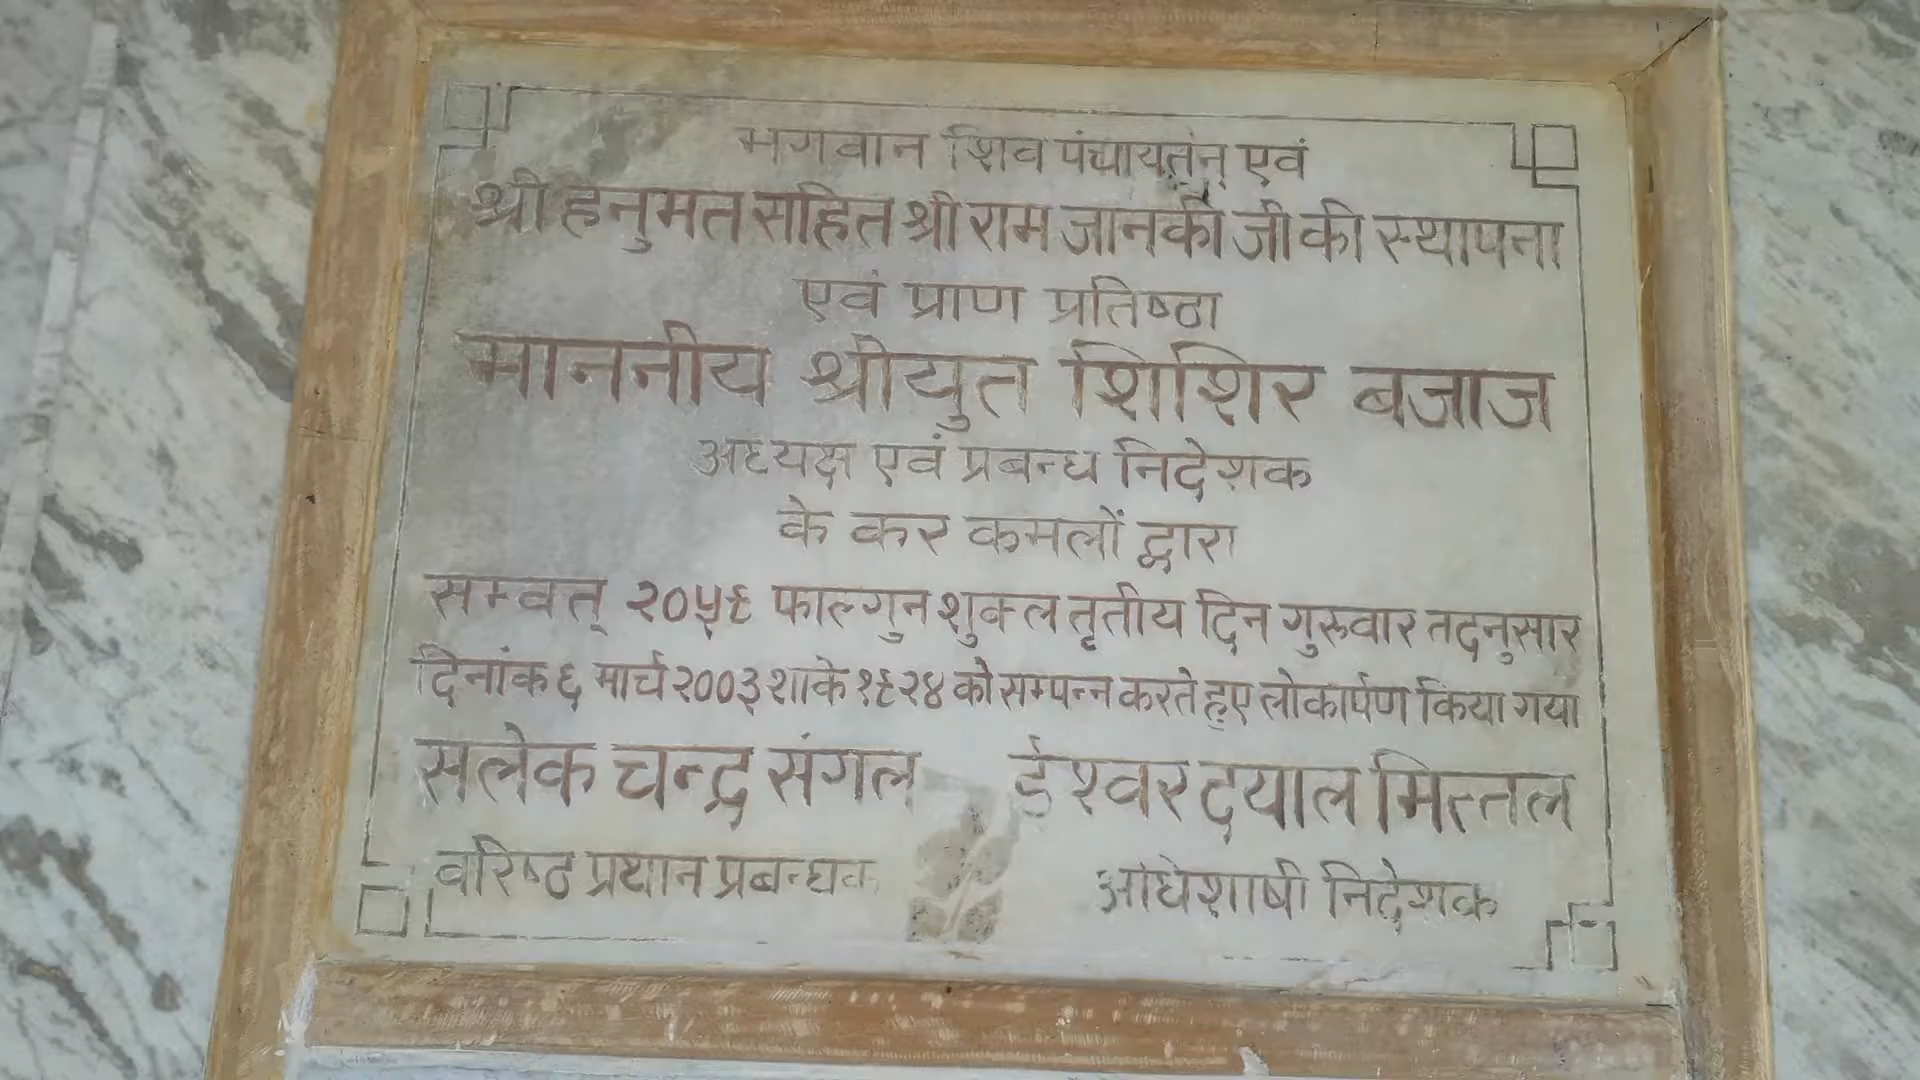 भगवान शिव पंचायतन् एवं
श्री हनुमत सहित श्री राम जानकी जी की स्थापना
एवं प्राण प्रतिष्ठा
माननीय श्रीयुत शिशिर बजाज
अध्यक्ष एवं प्रबन्ध निदेशक
के कर कमलों द्वारा
सम्वत् २०५९ फाल्गुन शुक्ल तृतीय दिन गुरूवार तदनुसार
दिनांक ६ मार्च २००३ शाके १९२४ को सम्पन्न करते हुए लोकार्पण किया गया
सलेक चन्द्र संगल ईश्वर दयाल मित्तल
वरिष्ठ प्रधान प्रबन्धक अधिशाषी निदेशक